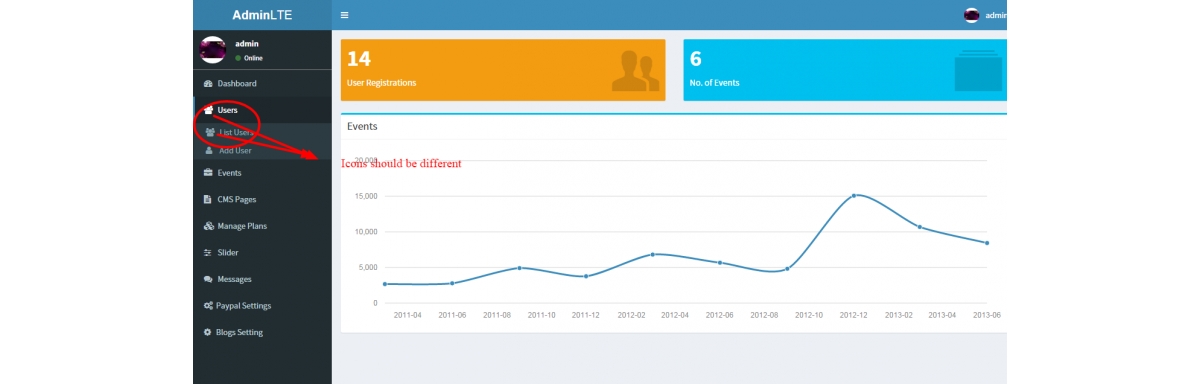 AdminLTE
admin
admin
Online
14
User Registrations
6
No. of Events
Dashboard
Users
List Users
Add User
Events
CMS Pages
Manage Plans
Slider
Messages
Paypal Settings
Blogs Setting
Events
20,000
Icons should be different
15,000
10,000
5,000
0
2011-04 2011-06 2011-08 2011-10 2011-12 2012-02 2012-04 2012-06 2012-08 2012-10 2012-12 2013-02 2013-04 2013-06